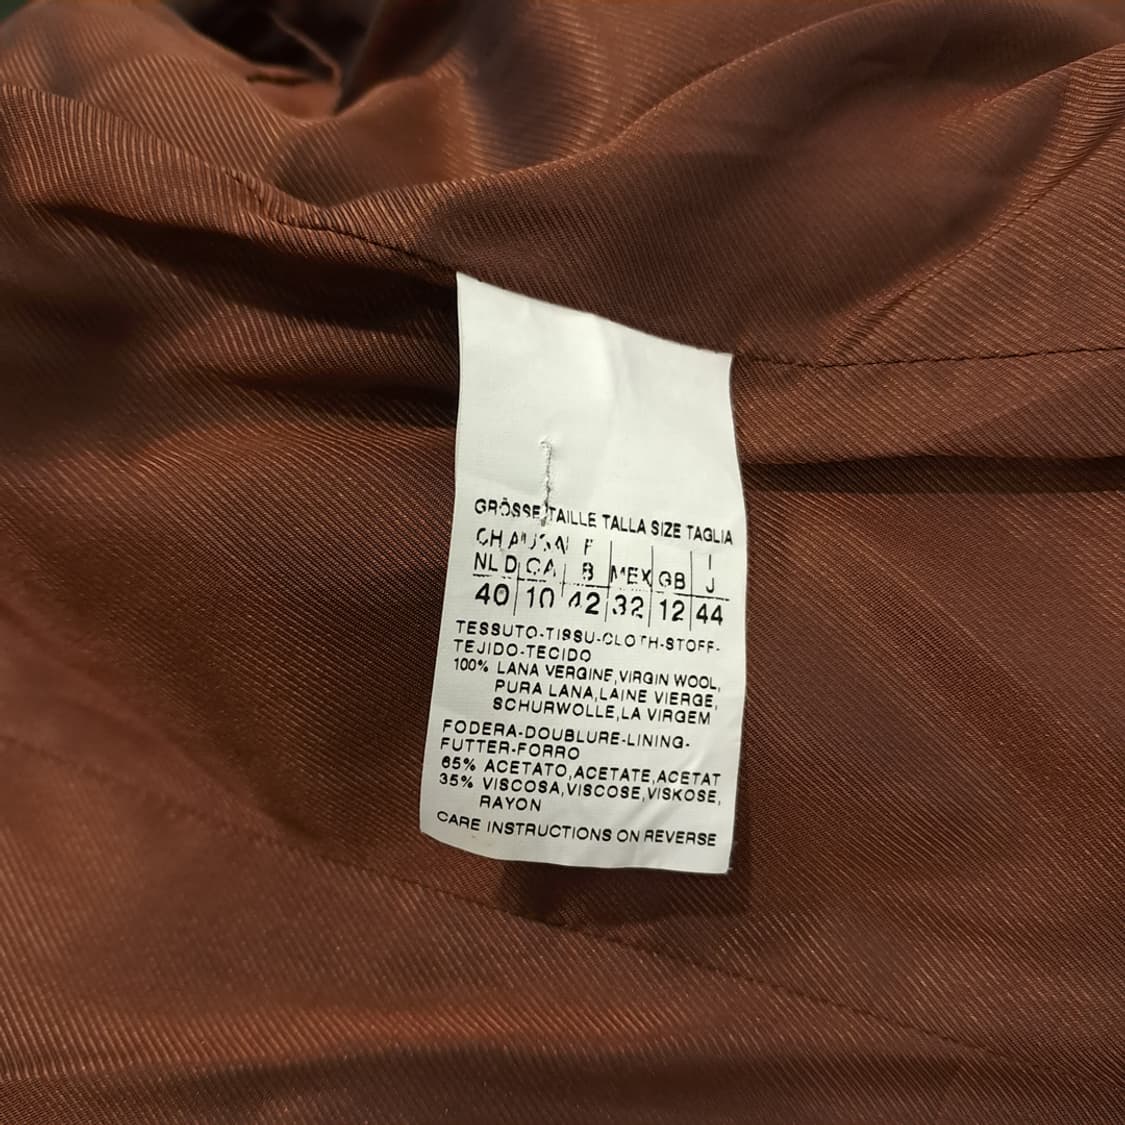 GRÖSSE TAILLE TALLA SIZE TAGLIA
CH A USA F I
NL D CA B MEX GB J
40 10 42 32 12 44
TESSUTO-TISSU-CLOTH-STOFF-
TEJIDO-TECIDO
100% LANA VERGINE,VIRGIN WOOL,
PURA LANA,LAINE VIERGE,
SCHURWOLLE,LA VIRGEM
FODERA-DOUBLURE-LINING-
FUTTER-FORRO
65% ACETATO,ACETATE,ACETAT
35% VISCOSA,VISCOSE,VISKOSE,
RAYON
CARE INSTRUCTIONS ON REVERSE